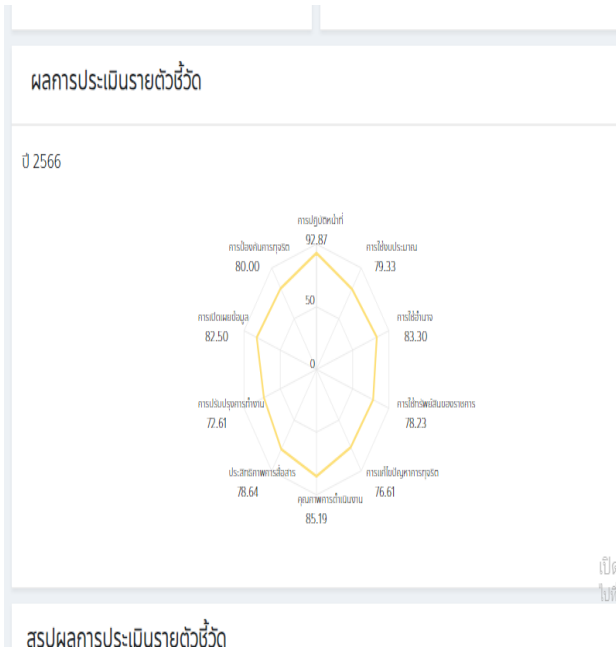 ผลการประเมินรายตัวชี้วัด
ปี 2566
การปฏิบัติหน้าที่
92.87
การป้องกันการทุจริต
80.00
การใช้งบประมาณ
79.33
50
การเปิดเผยข้อมูล
82.50
การใช้อำนาจ
83.30
0
การปรับปรุงการทำงาน
72.61
การใช้ทรัพย์สินของราชการ
78.23
ประสิทธิภาพการสื่อสาร
78.64
การแก้ไขปัญหาการทุจริต
76.61
คุณภาพการดำเนินงาน
85.19
เปิด
สรุปผลการประเมินรายตัวชี้วัด